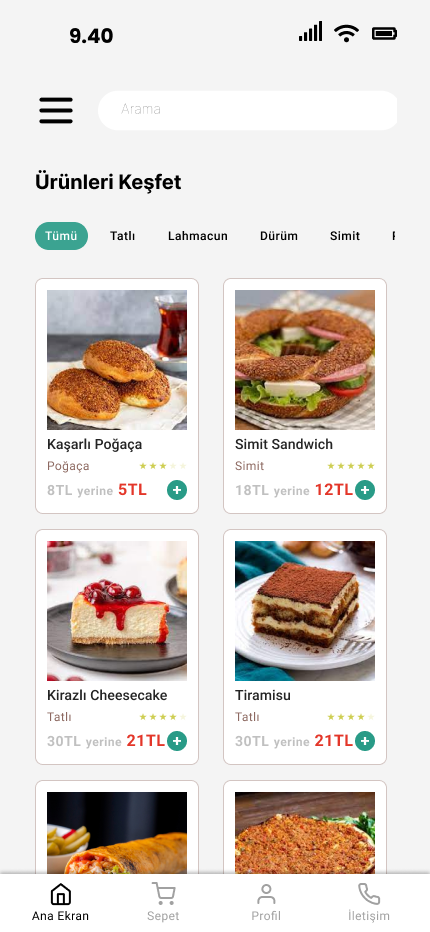 9.40
Arama
Ürünleri Keşfet
Tümü Tatlı Lahmacun Dürüm Simit
Kaşarlı Poğaça
Poğaça
8TL yerine 5TL
Simit Sandwich
Simit
18TL yerine 12TL
Kirazlı Cheesecake
Tatlı
30TL yerine 21TL
Tiramisu
Tatlı
30TL yerine 21TL
Ana Ekran Sepet Profil İletişim